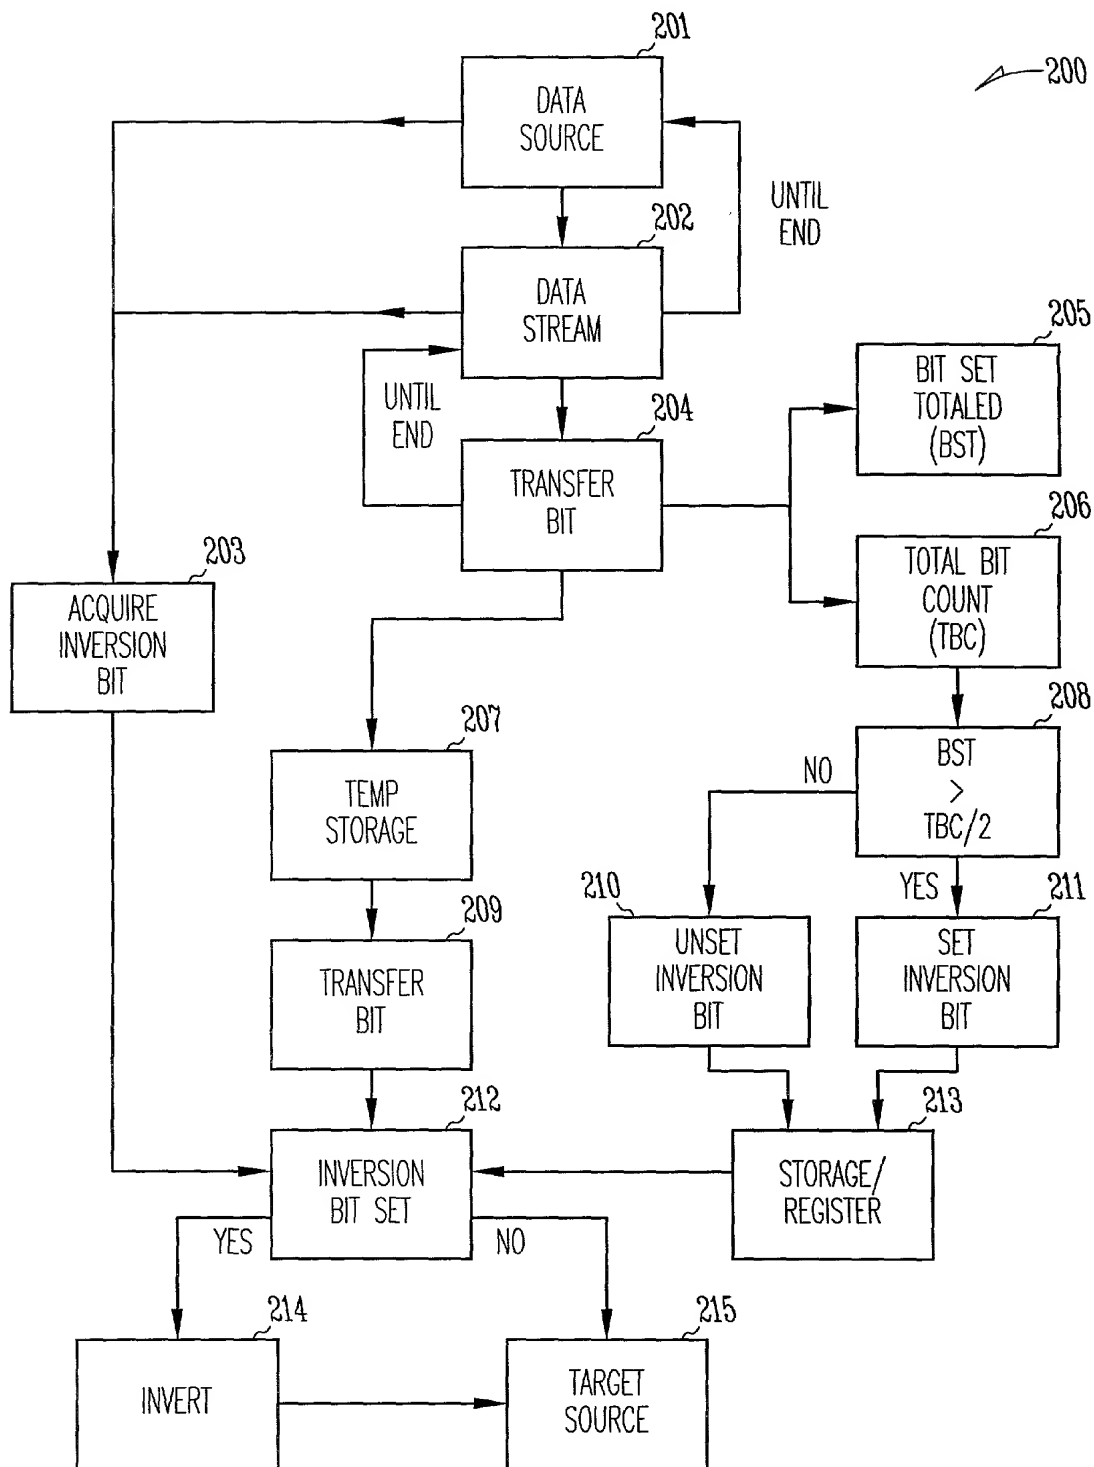 201
200
DATA
SOURCE
UNTIL
END
202
DATA
STREAM
205
BIT SET
TOTALED
(BST)
UNTIL
END
204
TRANSFER
BIT
206
TOTAL BIT
COUNT
(TBC)
203
ACQUIRE
INVERSION
BIT
207
TEMP
STORAGE
208
BST
>
TBC/2
NO
YES
209
TRANSFER
BIT
210
UNSET
INVERSION
BIT
211
SET
INVERSION
BIT
212
INVERSION
BIT SET
213
STORAGE/
REGISTER
YES
NO
214
INVERT
215
TARGET
SOURCE